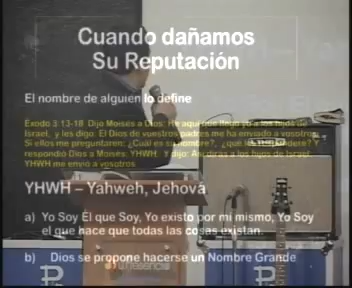 Cuando dañamos
Su Reputación
El nombre de alguien lo define
Éxodo 3:13-18 Dijo Moisés a Dios: He aquí que llego yo a los hijos de
Israel, y les digo: El Dios de vuestros padres me ha enviado a vosotros.
Si ellos me preguntaren: ¿Cuál es su nombre?, ¿qué les responderé? Y
respondió Dios a Moisés: YHWH. Y dijo: Así dirás a los hijos de Israel:
YHWH me envió a vosotros.
YHWH – Yahweh, Jehová
a) Yo Soy Él que Soy, Yo existo por mi mismo, Yo Soy
el que hace que todas las cosas existan.
b) Dios se propone hacerse un Nombre Grande